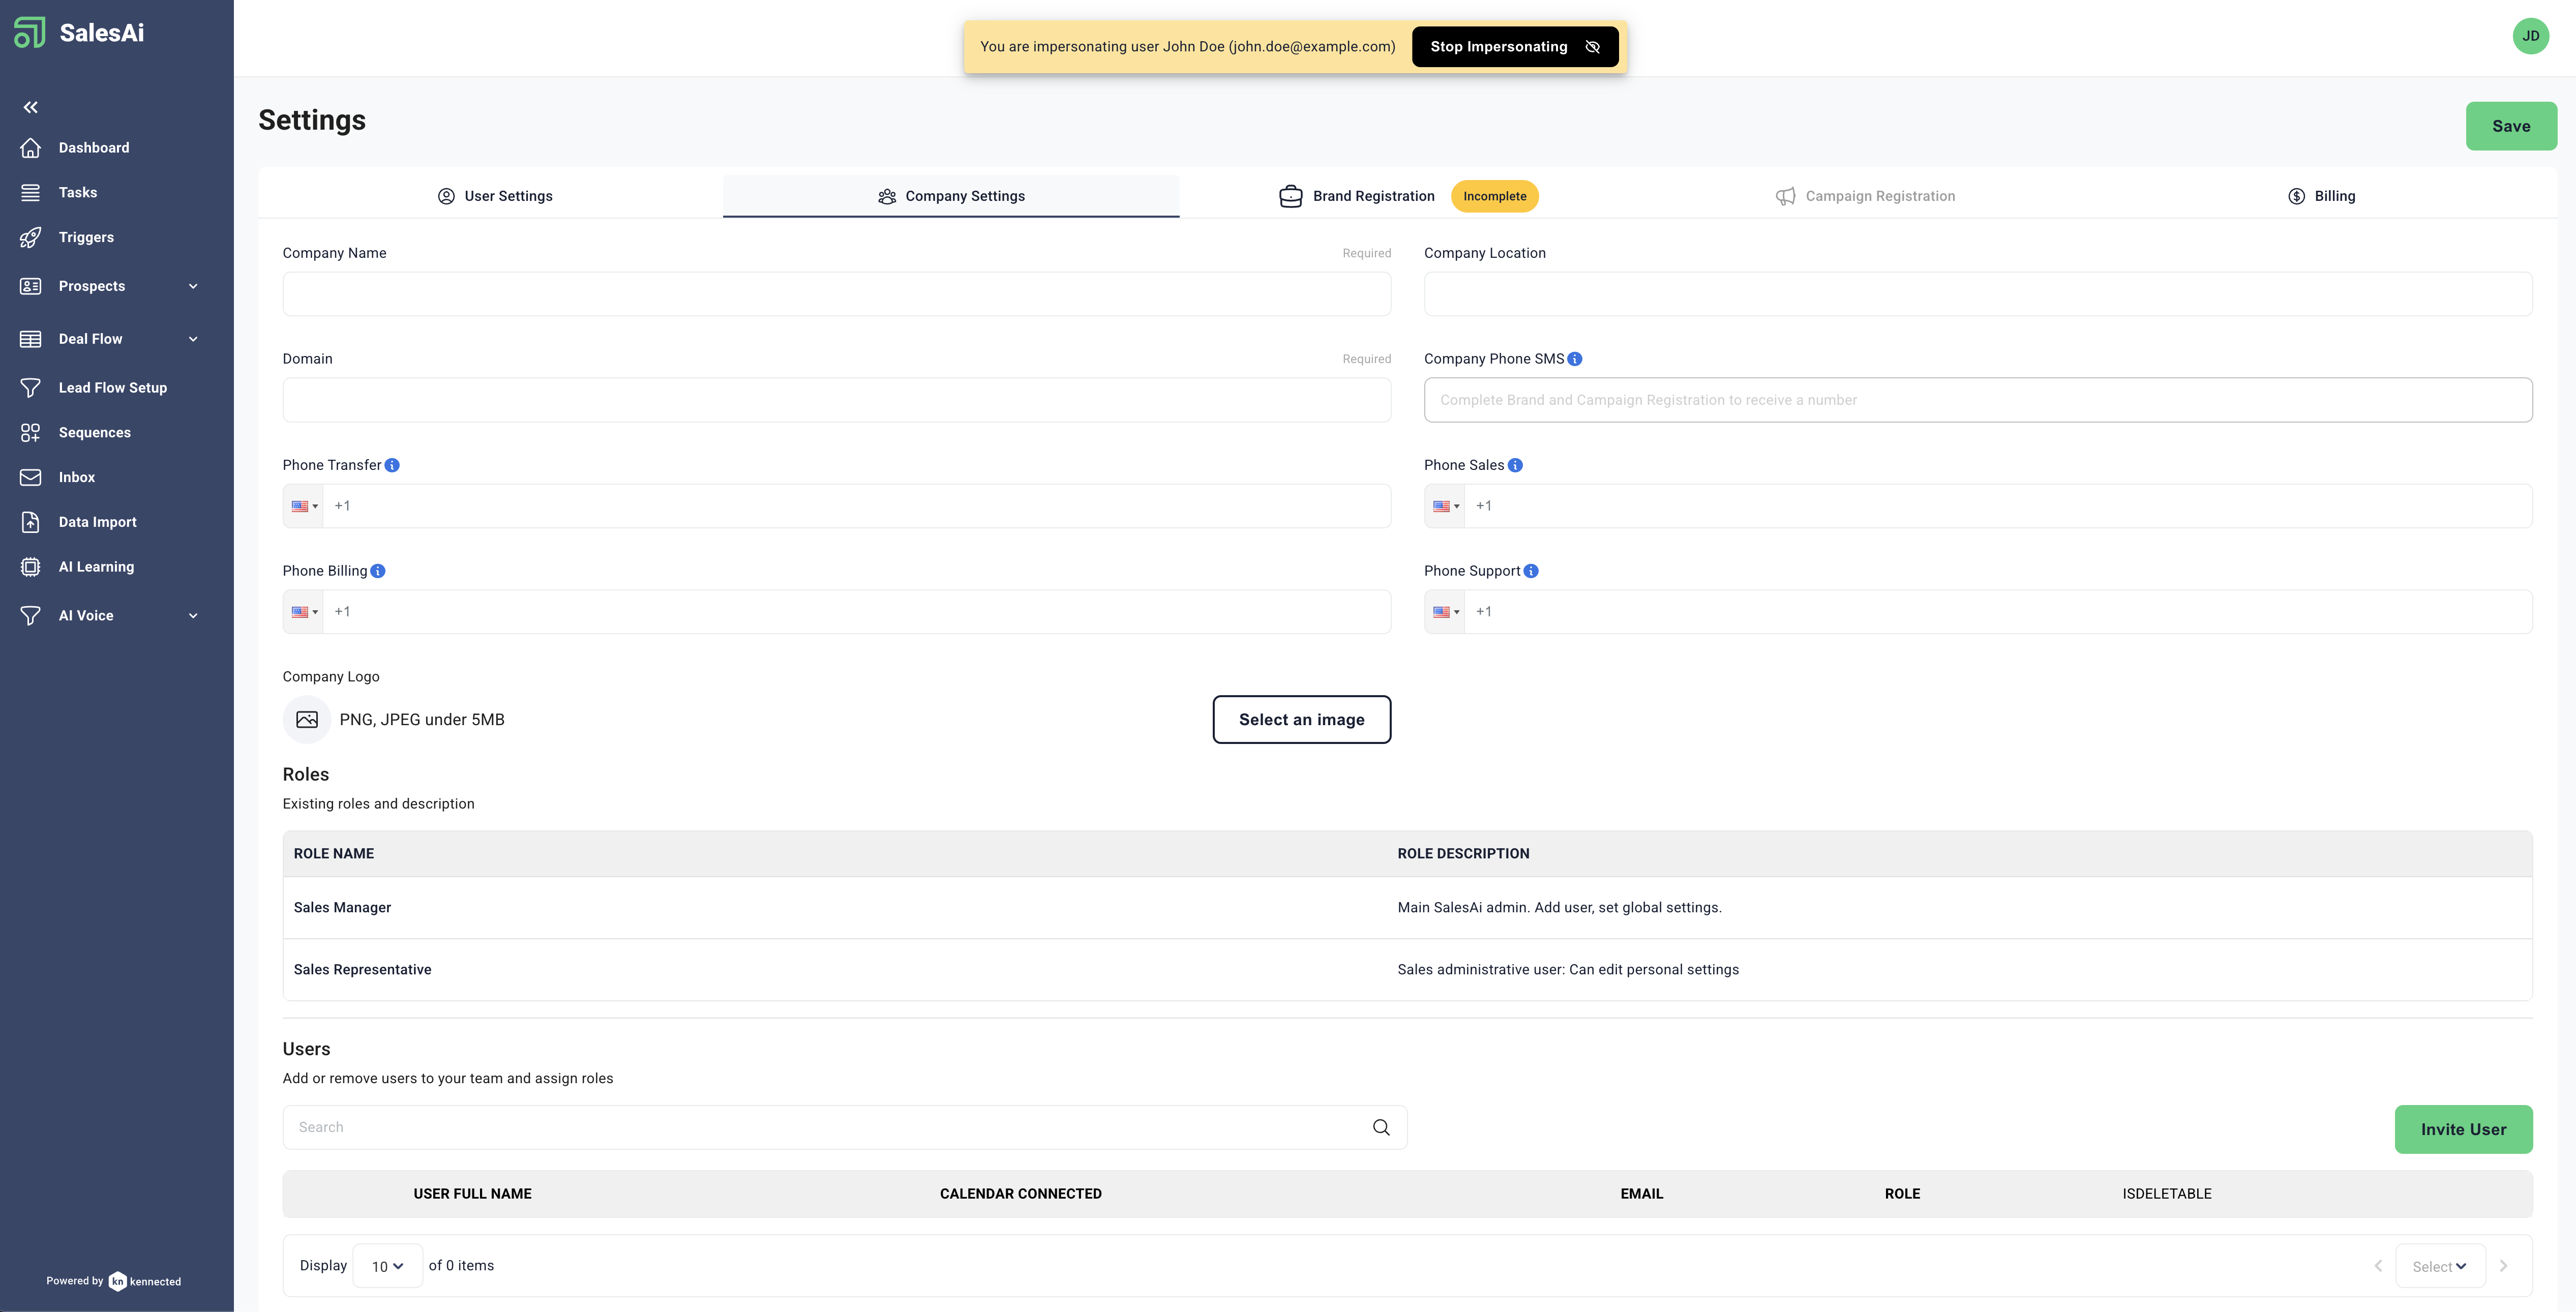 SalesAi
You are impersonating user John Doe (john.doe@example.com)
Stop Impersonating
JD
Dashboard
Tasks
Triggers
Prospects
Deal Flow
Lead Flow Setup
Sequences
Inbox
Data Import
AI Learning
AI Voice
Powered by kn kennected
Settings
Save
User Settings
Company Settings
Brand Registration Incomplete
Campaign Registration
Billing
Company Name Required
Company Location
Domain Required
Company Phone SMS
Complete Brand and Campaign Registration to receive a number
Phone Transfer
+1
Phone Sales
+1
Phone Billing
+1
Phone Support
+1
Company Logo
PNG, JPEG under 5MB
Select an image
Roles
Existing roles and description
ROLE NAME ROLE DESCRIPTION
Sales Manager Main SalesAi admin. Add user, set global settings.
Sales Representative Sales administrative user: Can edit personal settings
Users
Add or remove users to your team and assign roles
Search
Invite User
USER FULL NAME CALENDAR CONNECTED EMAIL ROLE ISDELETABLE
Display 10 of 0 items
Select